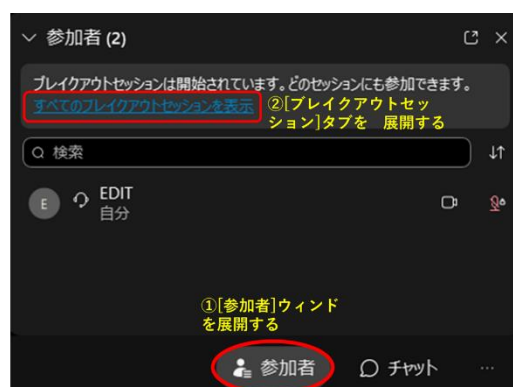 参加者 (2)
ブレイクアウトセッションは開始されています。どのセッションにも参加できます。
すべてのブレイクアウトセッションを表示
②[ブレイクアウトセッ
ション]タブを 展開する
検索
E
EDIT
自分
①[参加者]ウィンド
を展開する
参加者
チャット